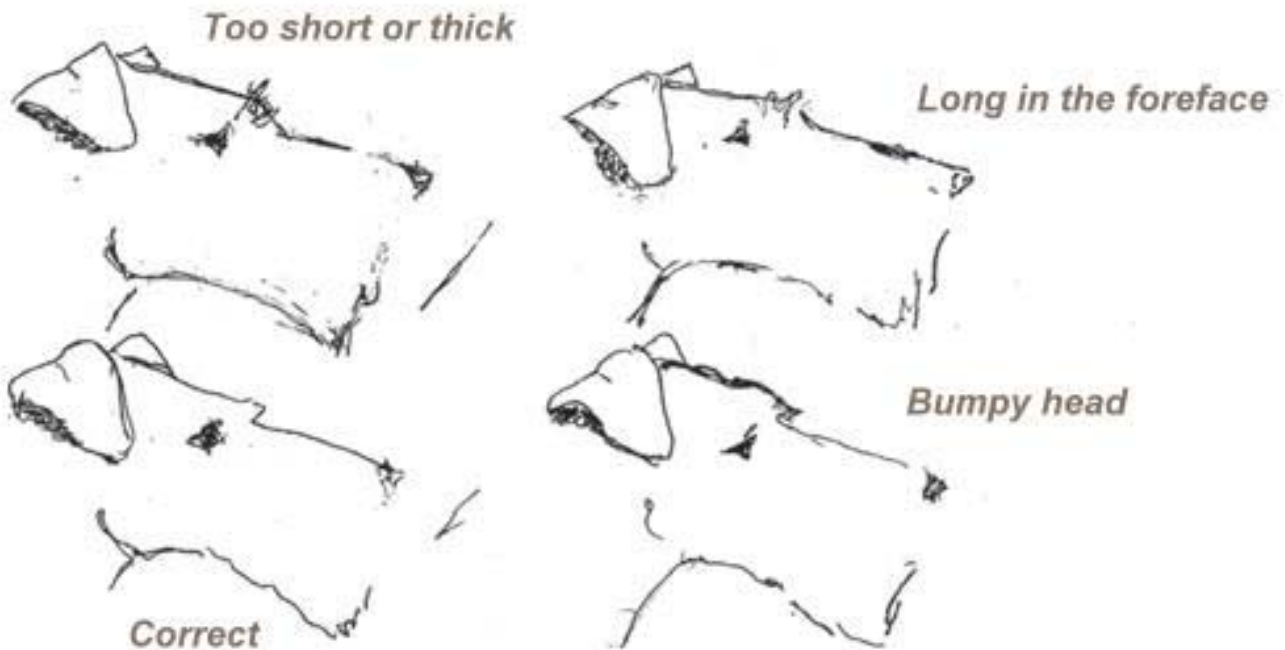 Too short or thick
Long in the foreface
Bumpy head
Correct